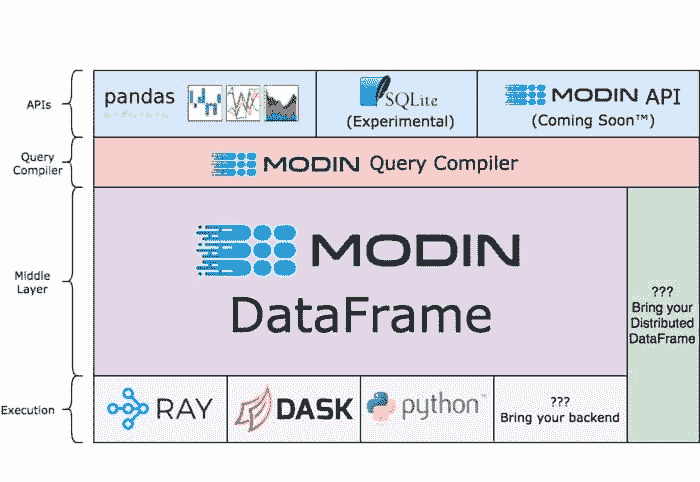 APIs
pandas
SQLite
(Experimental)
MODIN API
(Coming Soon™)
Query
Compiler
MODIN Query Compiler
Middle
Layer
MODIN
DataFrame
???
Bring your
Distributed
DataFrame
Execution
RAY
DASK
python™
???
Bring your backend